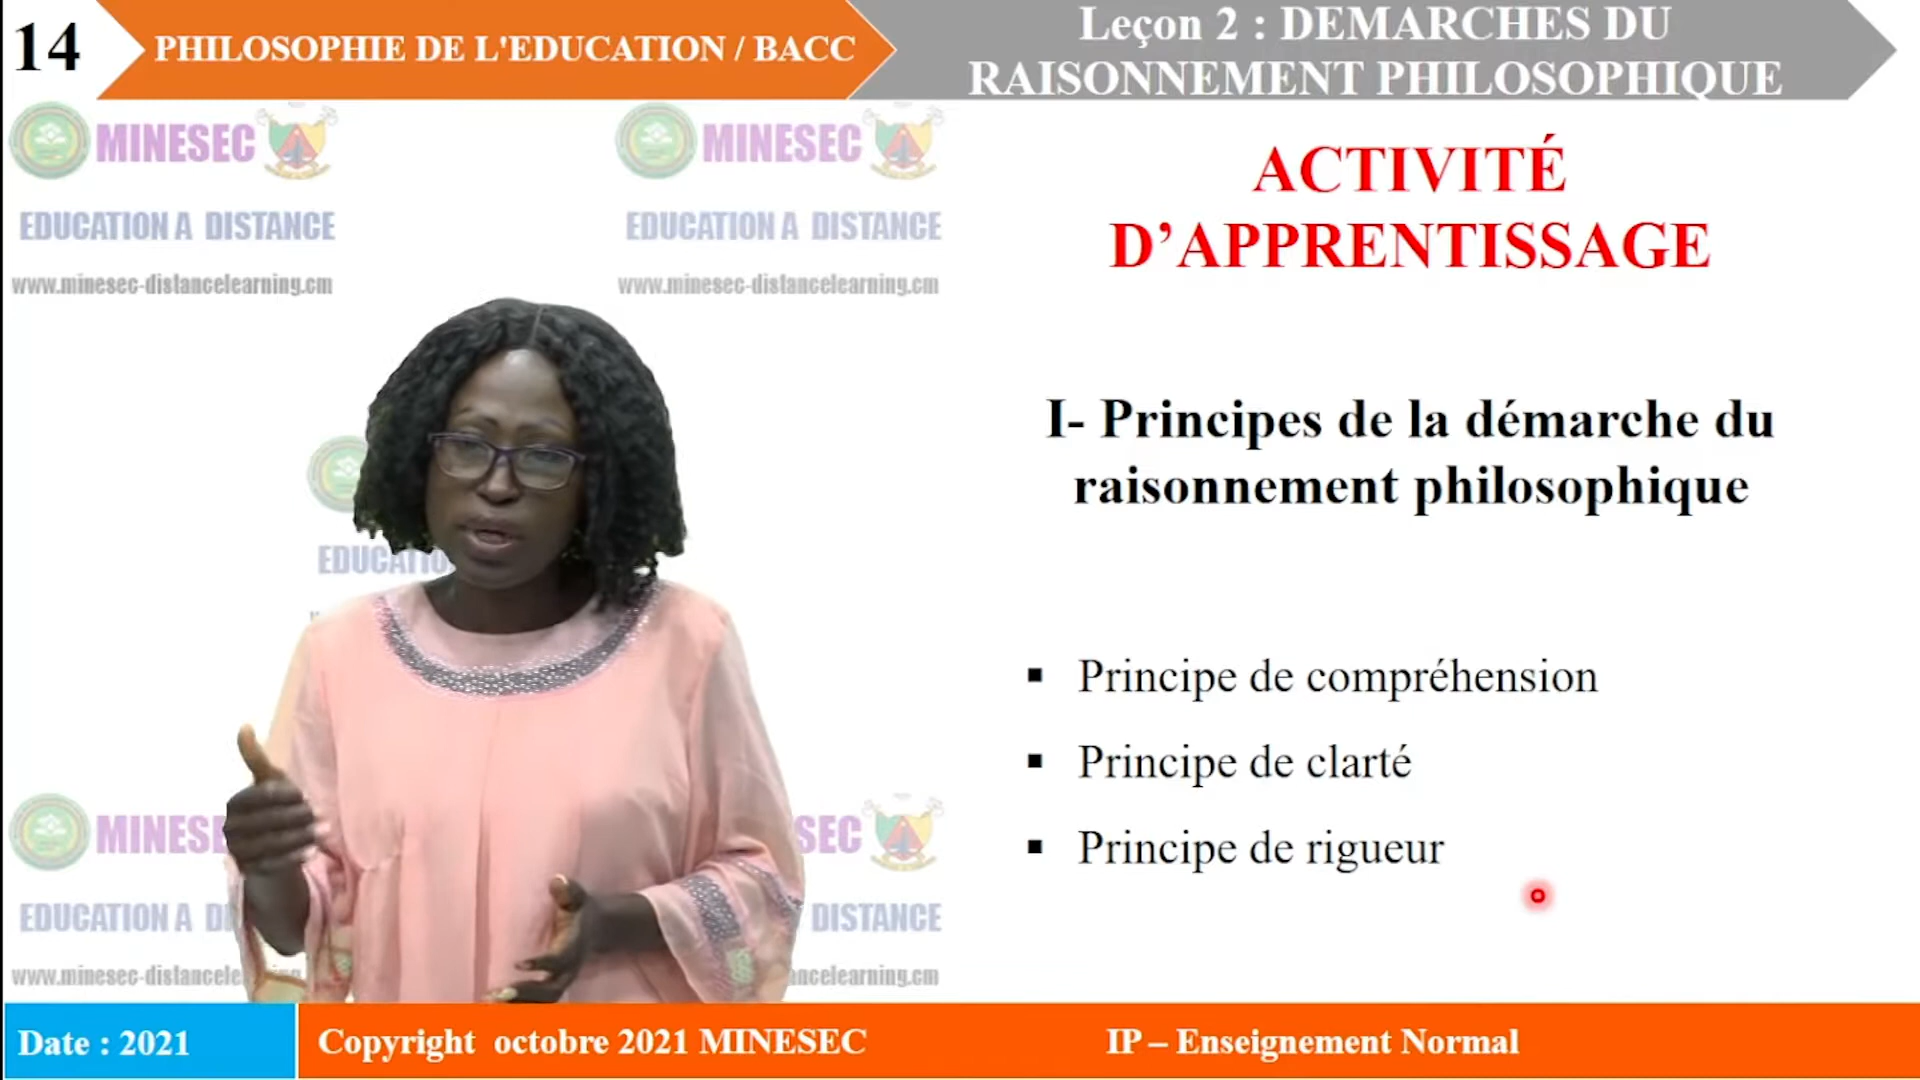 14
PHILOSOPHIE DE L'EDUCATION / BACC
Leçon 2 : DEMARCHES DU
RAISONNEMENT PHILOSOPHIQUE
MINESEC
EDUCATION A DISTANCE
www.minesec-distancelearning.cm
MINESEC
EDUCATION A DISTANCE
www.minesec-distancelearning.cm
ACTIVITÉ
D’APPRENTISSAGE
I- Principes de la démarche du
raisonnement philosophique
▪ Principe de compréhension
▪ Principe de clarté
▪ Principe de rigueur
Date : 2021
Copyright octobre 2021 MINESEC
IP – Enseignement Normal